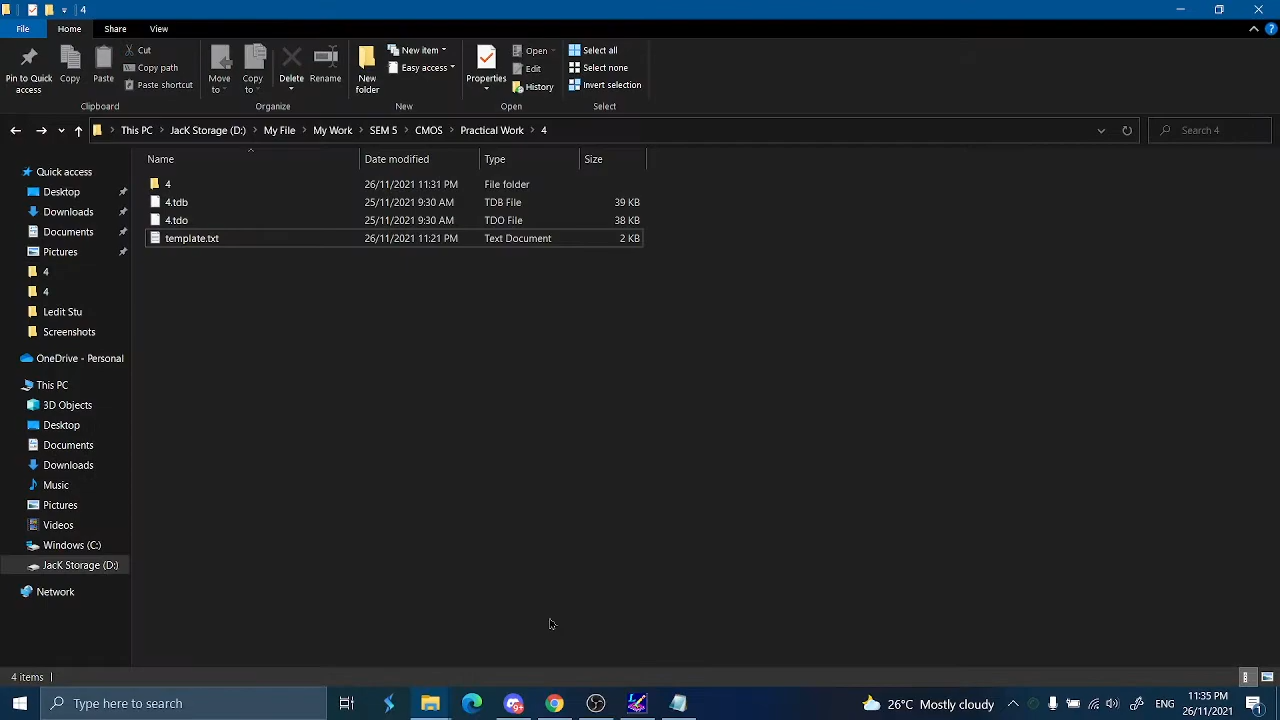 4
File Home Share View
Pin to Quick access
Copy
Paste
Cut
Copy path
Paste shortcut
Clipboard
Move to
Copy to
Delete
Rename
Organize
New folder
New item
Easy access
New
Properties
Open
Edit
History
Open
Select all
Select none
Invert selection
Select
This PC JacK Storage (D:) My File My Work SEM 5 CMOS Practical Work 4
Search 4
Name Date modified Type Size
4 26/11/2021 11:31 PM File folder
4.tdb 25/11/2021 9:30 AM TDB File 39 KB
4.tdo 25/11/2021 9:30 AM TDO File 38 KB
template.txt 26/11/2021 11:21 PM Text Document 2 KB
Quick access
Desktop
Downloads
Documents
Pictures
4
4
Ledit Stu
Screenshots
OneDrive - Personal
This PC
3D Objects
Desktop
Documents
Downloads
Music
Pictures
Videos
Windows (C:)
JacK Storage (D:)
Network
4 items
Type here to search
26°C Mostly cloudy
ENG
11:35 PM
26/11/2021
1